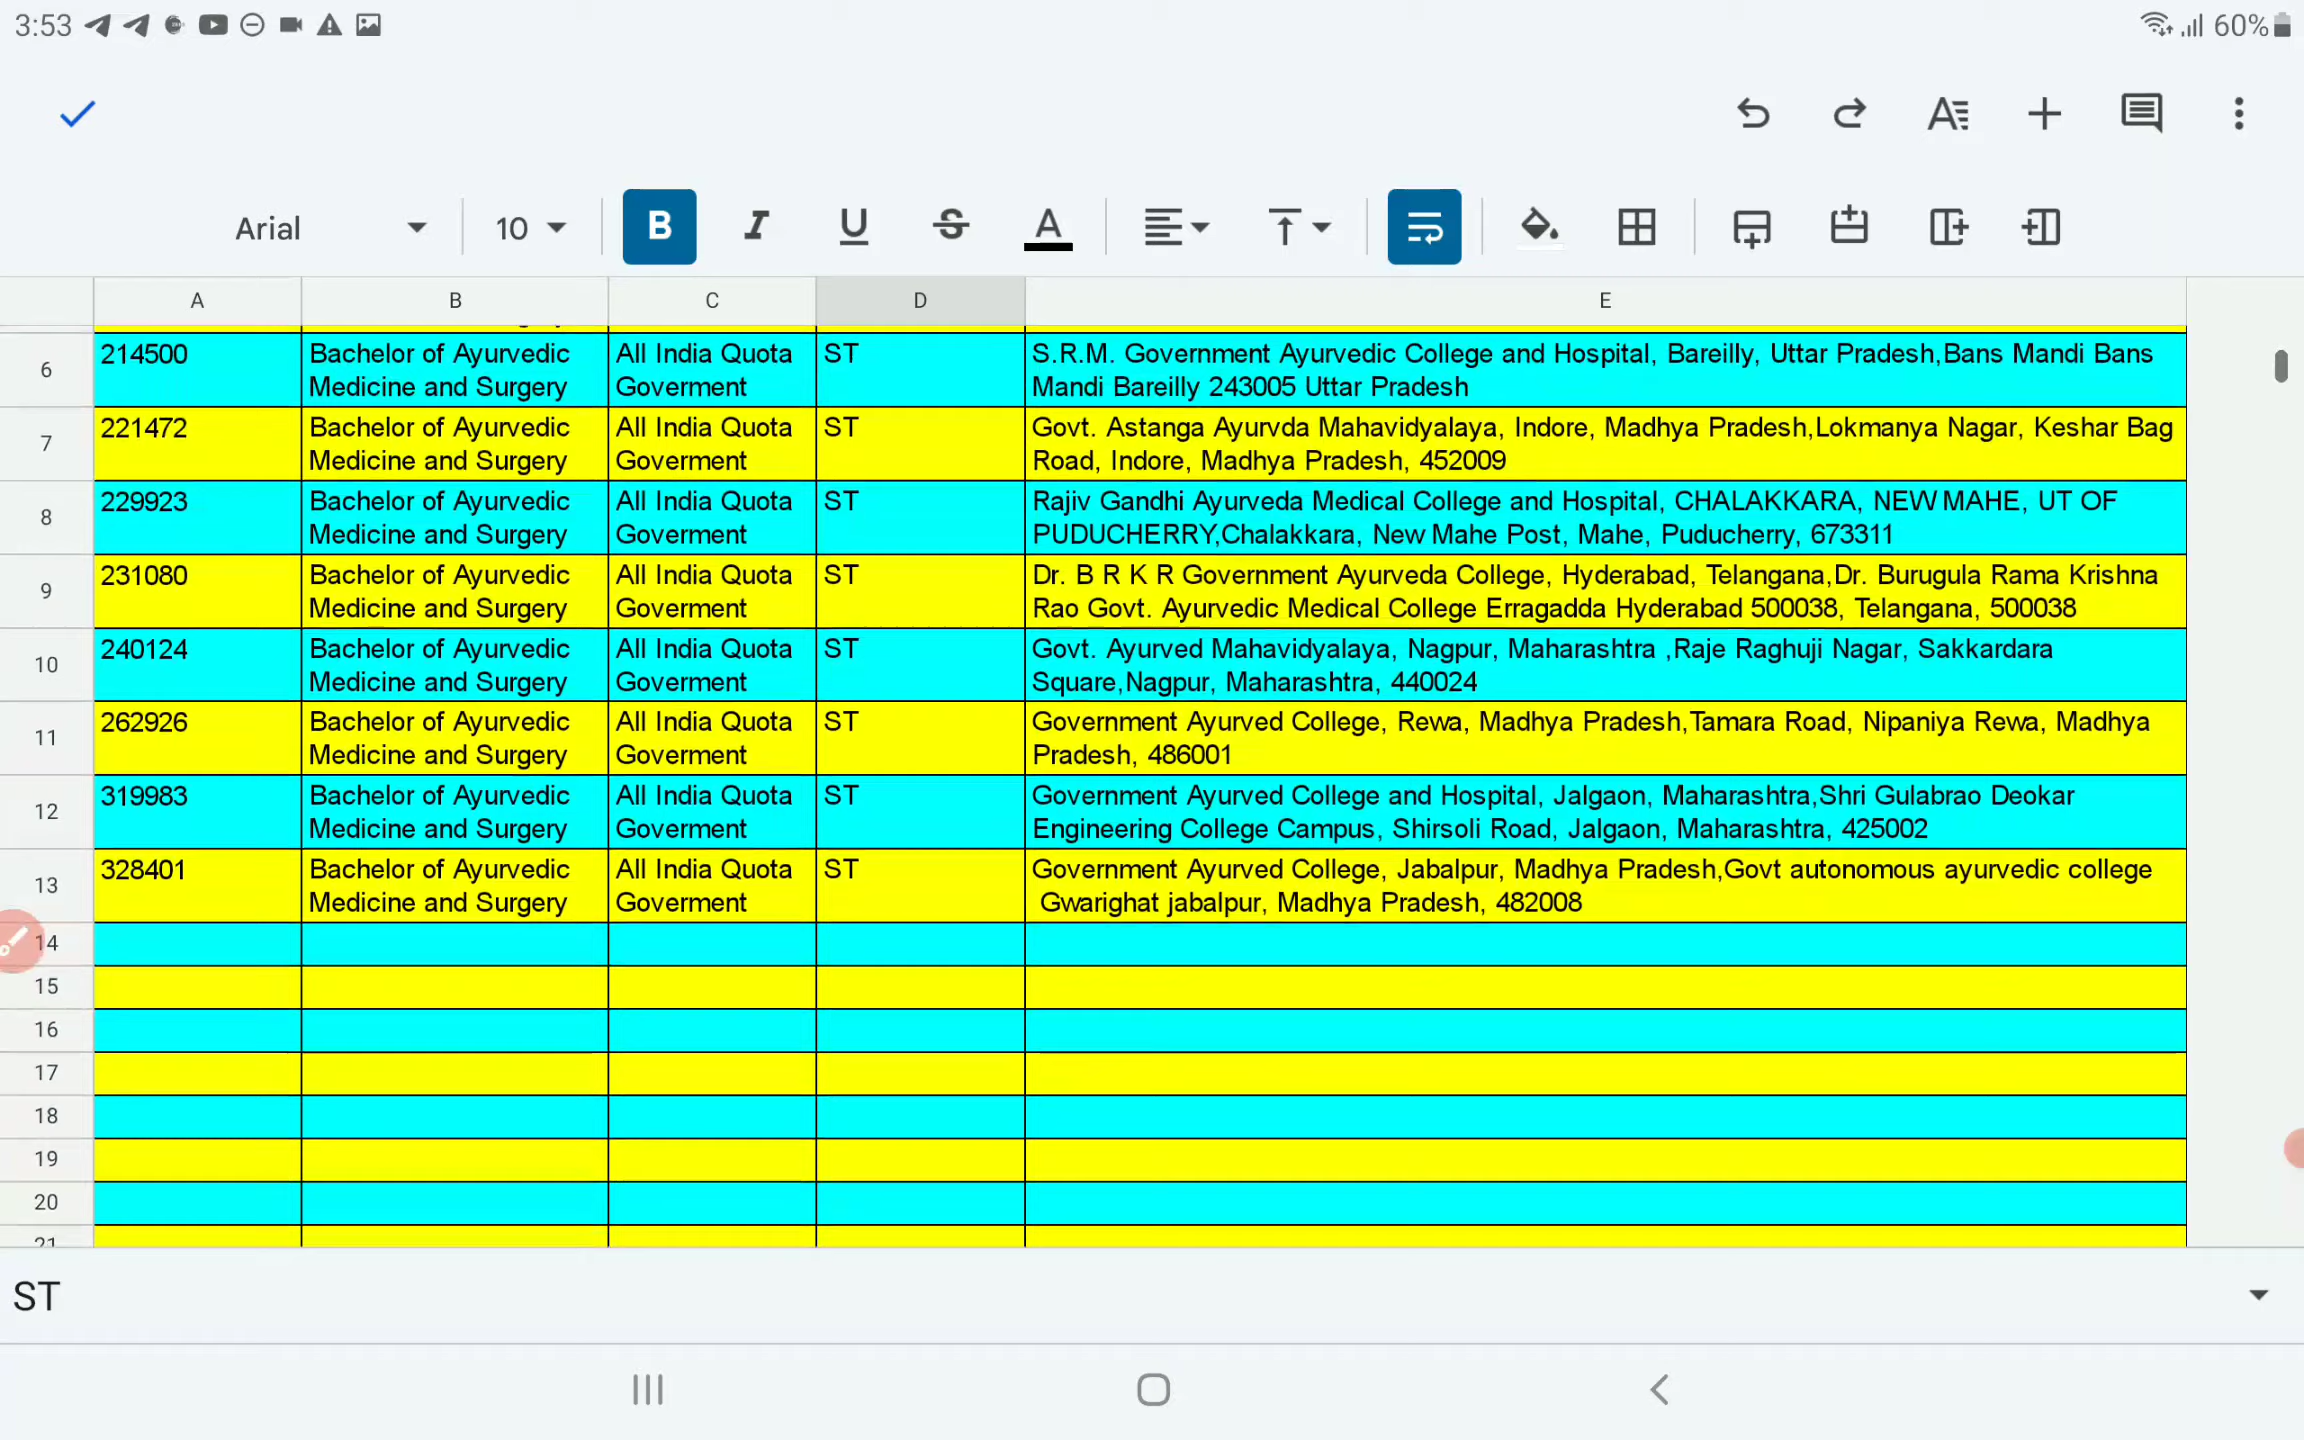 3:53 60%
Arial 10 B I U S A
A B C D E
6 214500 Bachelor of Ayurvedic All India Quota ST S.R.M. Government Ayurvedic College and Hospital, Bareilly, Uttar Pradesh,Bans Mandi Bans
Medicine and Surgery Goverment Mandi Bareilly 243005 Uttar Pradesh
7 221472 Bachelor of Ayurvedic All India Quota ST Govt. Astanga Ayurvda Mahavidyalaya, Indore, Madhya Pradesh,Lokmanya Nagar, Keshar Bag
Medicine and Surgery Goverment Road, Indore, Madhya Pradesh, 452009
8 229923 Bachelor of Ayurvedic All India Quota ST Rajiv Gandhi Ayurveda Medical College and Hospital, CHALAKKARA, NEW MAHE, UT OF
Medicine and Surgery Goverment PUDUCHERRY,Chalakkara, New Mahe Post, Mahe, Puducherry, 673311
9 231080 Bachelor of Ayurvedic All India Quota ST Dr. B R K R Government Ayurveda College, Hyderabad, Telangana,Dr. Burugula Rama Krishna
Medicine and Surgery Goverment Rao Govt. Ayurvedic Medical College Erragadda Hyderabad 500038, Telangana, 500038
10 240124 Bachelor of Ayurvedic All India Quota ST Govt. Ayurved Mahavidyalaya, Nagpur, Maharashtra ,Raje Raghuji Nagar, Sakkardara
Medicine and Surgery Goverment Square,Nagpur, Maharashtra, 440024
11 262926 Bachelor of Ayurvedic All India Quota ST Government Ayurved College, Rewa, Madhya Pradesh,Tamara Road, Nipaniya Rewa, Madhya
Medicine and Surgery Goverment Pradesh, 486001
12 319983 Bachelor of Ayurvedic All India Quota ST Government Ayurved College and Hospital, Jalgaon, Maharashtra,Shri Gulabrao Deokar
Medicine and Surgery Goverment Engineering College Campus, Shirsoli Road, Jalgaon, Maharashtra, 425002
13 328401 Bachelor of Ayurvedic All India Quota ST Government Ayurved College, Jabalpur, Madhya Pradesh,Govt autonomous ayurvedic college
Medicine and Surgery Goverment Gwarighat jabalpur, Madhya Pradesh, 482008
14
15
16
17
18
19
20
21
ST